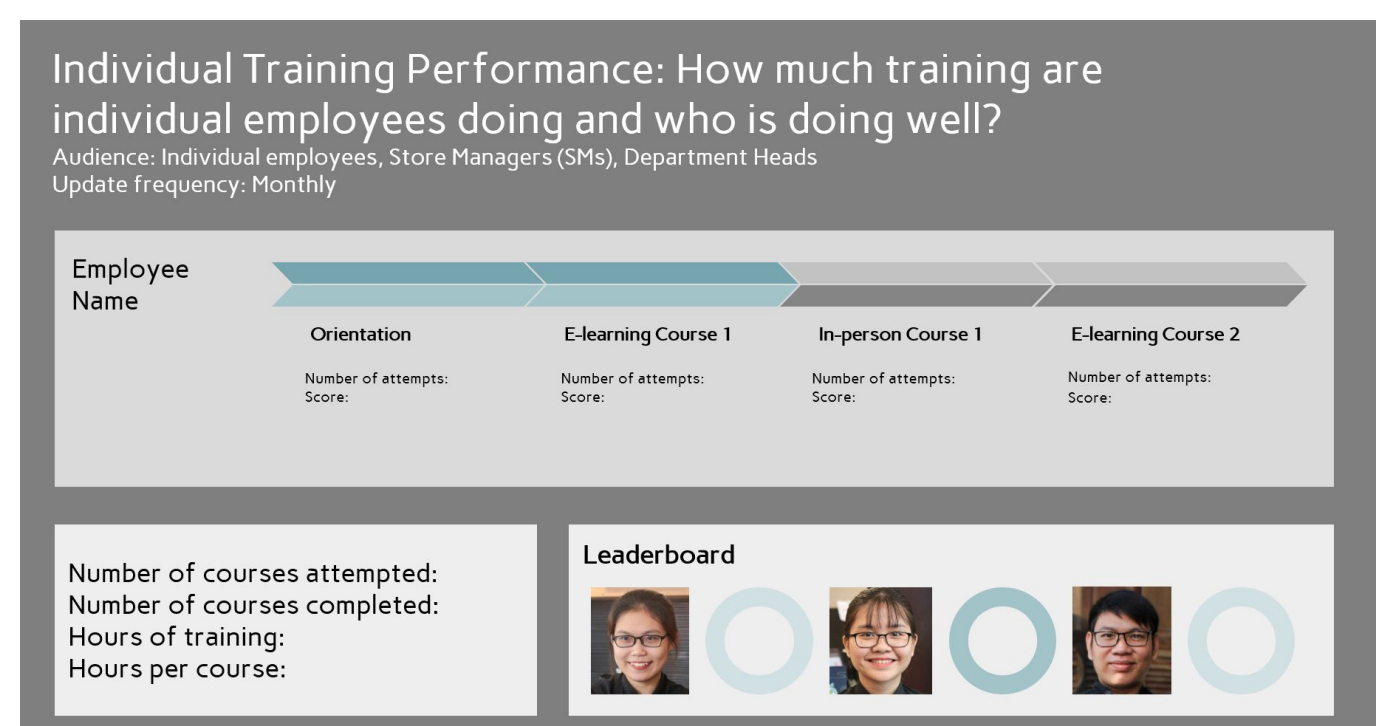 Individual Training Performance: How much training are
individual employees doing and who is doing well?
Audience: Individual employees, Store Managers (SMs), Department Heads
Update frequency: Monthly
Employee
Name
Orientation
Number of attempts:
Score:
E-learning Course 1
Number of attempts:
Score:
In-person Course 1
Number of attempts:
Score:
E-learning Course 2
Number of attempts:
Score:
Number of courses attempted:
Number of courses completed:
Hours of training:
Hours per course:
Leaderboard